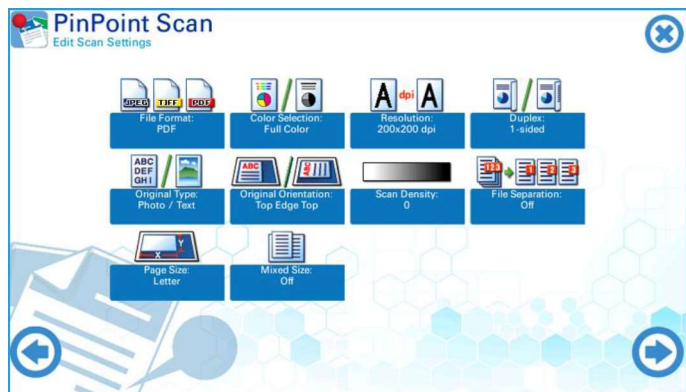 PinPoint Scan
Edit Scan Settings
JPEG TIFF PDF
File Format:
PDF
Color Selection:
Full Color
A dpi A
Resolution:
200x200 dpi
Duplex:
1-sided
ABC
DEF
GHI
Original Type:
Photo / Text
ABC
ABC
Original Orientation:
Top Edge Top
Scan Density:
0
123
1 2 3
File Separation:
Off
Y
X
Page Size:
Letter
Mixed Size:
Off